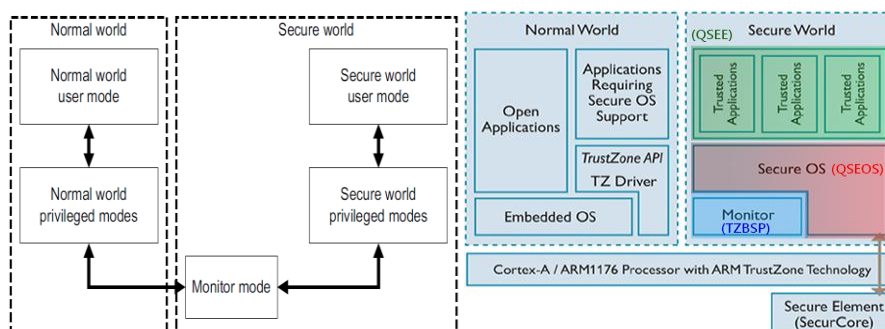 Normal world
Secure world
Normal world
user mode
Secure world
user mode
Normal world
privileged modes
Secure world
privileged modes
Monitor mode
Normal World
(QSEE)
Secure World
Open
Applications
Applications
Requiring
Secure OS
Support
Trusted
Applications
Trusted
Applications
Trusted
Applications
TrustZone API
TZ Driver
Secure OS (QSEOS)
Embedded OS
Monitor
(TZBSP)
Cortex-A / ARM1176 Processor with ARM TrustZone Technology
Secure Element
(SecurCore)